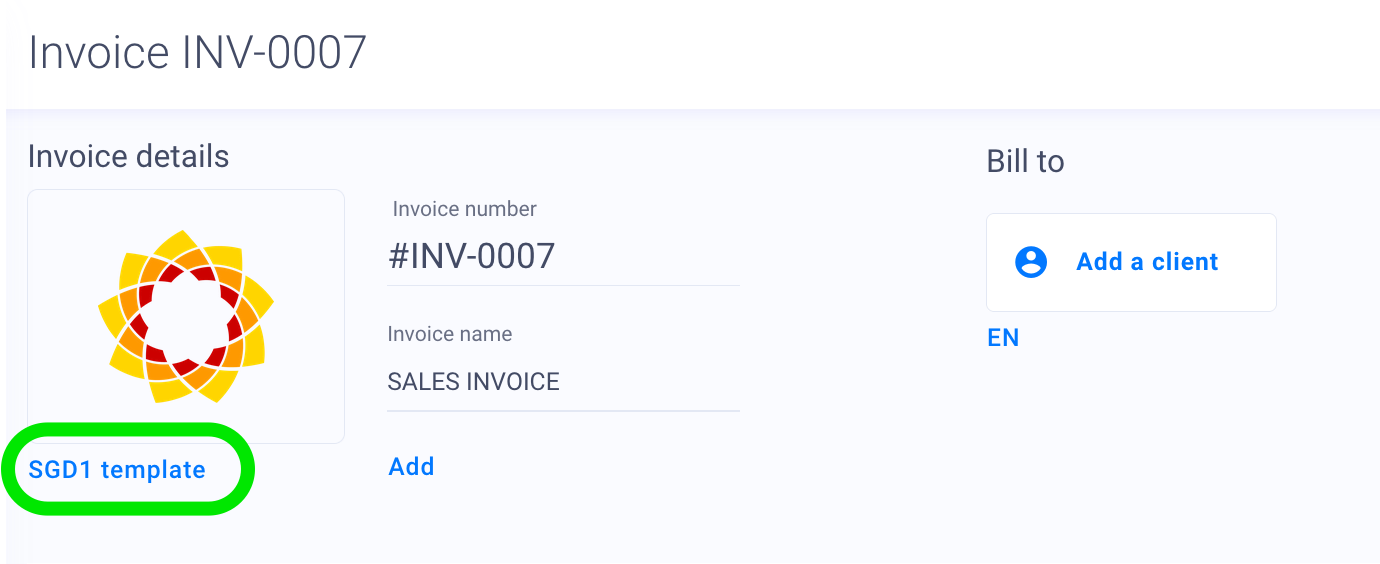 Invoice INV-0007
Invoice details
Invoice number
#INV-0007
Invoice name
SALES INVOICE
SGD1 template
Add
Bill to
Add a client
EN